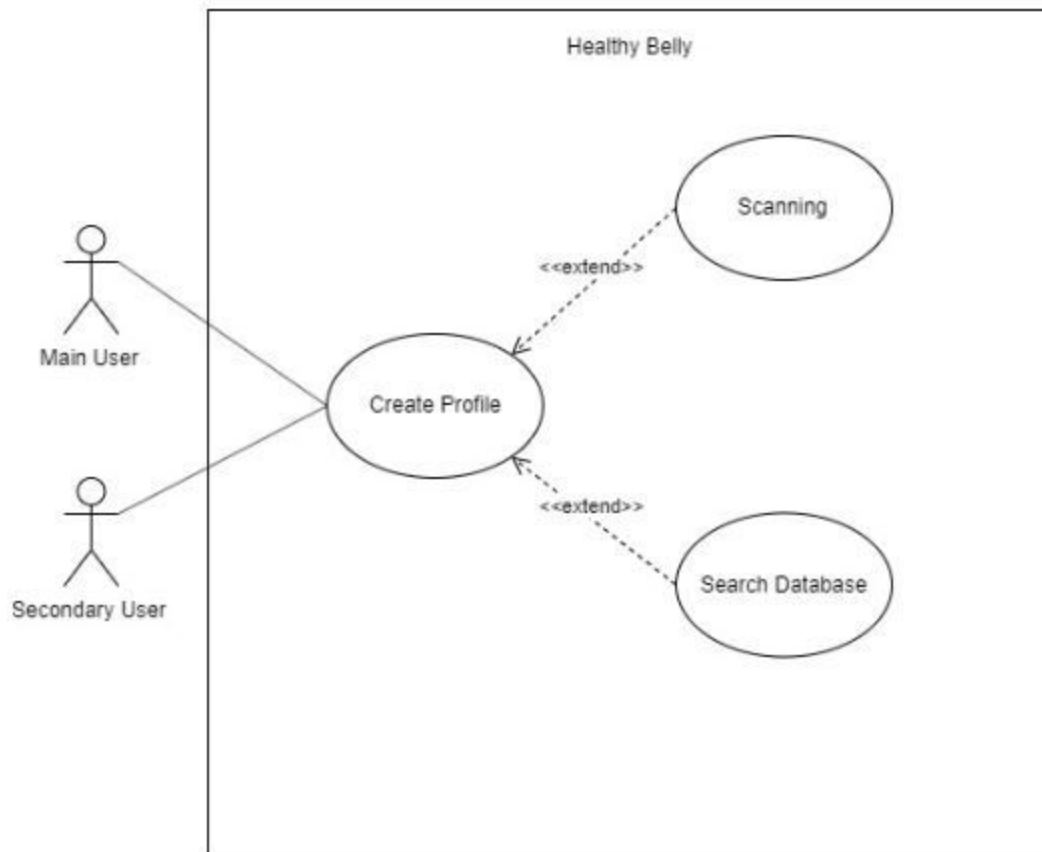 Healthy Belly
Scanning
<<extend>>
Main User
Create Profile
<<extend>>
Search Database
Secondary User